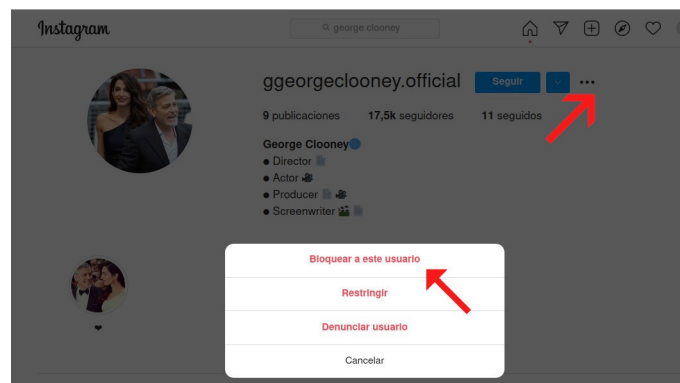 Instagram
george clooney
ggeorgeclooney.official Seguir
9 publicaciones 17,5k seguidores 11 seguidos
George Clooney
● Director
● Actor
● Producer
● Screenwriter
Bloquear a este usuario
Restringir
Denunciar usuario
Cancelar